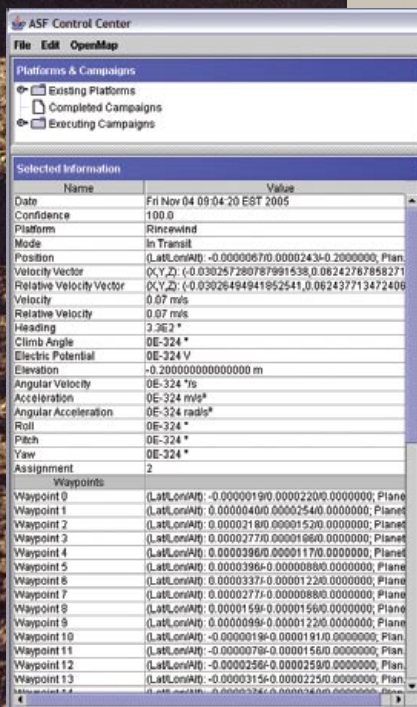 ASF Control Center
File Edit OpenMap
Platforms & Campaigns
Existing Platforms
Completed Campaigns
Executing Campaigns
Selected Information
Name Value
Date Fri Nov 04 09:04:20 EST 2005
Confidence 100.0
Platform Rincewind
Mode In Transit
Position (Lat/Lon/Alt): -0.0000067/0.0000243/-0.2000000; Plan.
Velocity Vector (X,Y,Z): (-0.030257280787991538,0.06242767858271
Relative Velocity Vector (X,Y,Z): (-0.03026494941852541,0.062437713472406
Velocity 0.07 m/s
Relative Velocity 0.07 m/s
Heading 3.3E2 °
Climb Angle 0E-324 °
Electric Potential 0E-324 V
Elevation -0.200000000000000 m
Angular Velocity 0E-324 °/s
Acceleration 0E-324 m/s²
Angular Acceleration 0E-324 rad/s²
Roll 0E-324 °
Pitch 0E-324 °
Yaw 0E-324 °
Assignment 2
Waypoints
Waypoint 0 (Lat/Lon/Alt): -0.0000019/0.0000220/0.0000000; Planet
Waypoint 1 (Lat/Lon/Alt): 0.0000040/0.0000254/0.0000000; Planet
Waypoint 2 (Lat/Lon/Alt): 0.0000218/0.0000152/0.0000000; Planet
Waypoint 3 (Lat/Lon/Alt): 0.0000277/0.0000186/0.0000000; Planet
Waypoint 4 (Lat/Lon/Alt): 0.0000396/0.0000117/0.0000000; Planet
Waypoint 5 (Lat/Lon/Alt): 0.0000396/-0.0000088/0.0000000; Plane
Waypoint 6 (Lat/Lon/Alt): 0.0000337/-0.0000122/0.0000000; Plane
Waypoint 7 (Lat/Lon/Alt): 0.0000277/-0.0000088/0.0000000; Plane
Waypoint 8 (Lat/Lon/Alt): 0.0000159/-0.0000156/0.0000000; Plane
Waypoint 9 (Lat/Lon/Alt): 0.0000099/-0.0000122/0.0000000; Plane
Waypoint 10 (Lat/Lon/Alt): -0.0000019/-0.0000191/0.0000000; Plan.
Waypoint 11 (Lat/Lon/Alt): -0.0000078/-0.0000156/0.0000000; Plan.
Waypoint 12 (Lat/Lon/Alt): -0.0000256/-0.0000259/0.0000000; Plan.
Waypoint 13 (Lat/Lon/Alt): -0.0000315/-0.0000225/0.0000000; Plan.